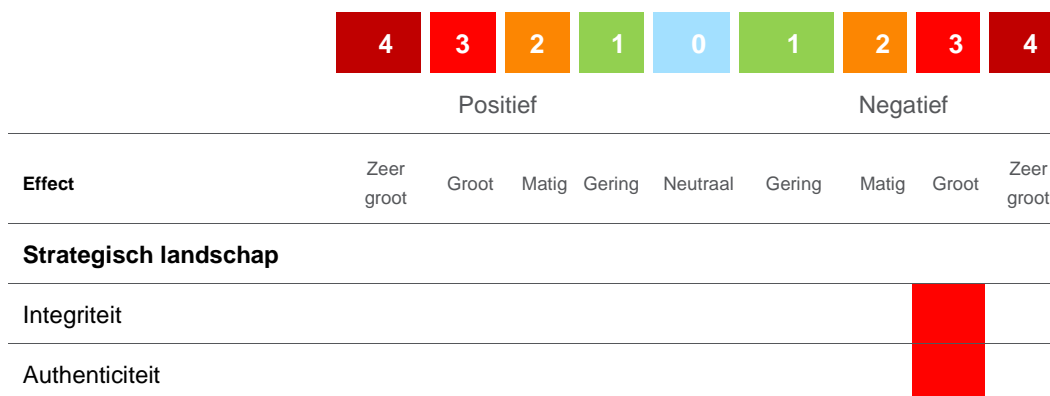 4 3 2 1 0 1 2 3 4
Positief Negatief
Effect Zeer groot Groot Matig Gering Neutraal Gering Matig Groot Zeer groot
Strategisch landschap
Integriteit
Authenticiteit